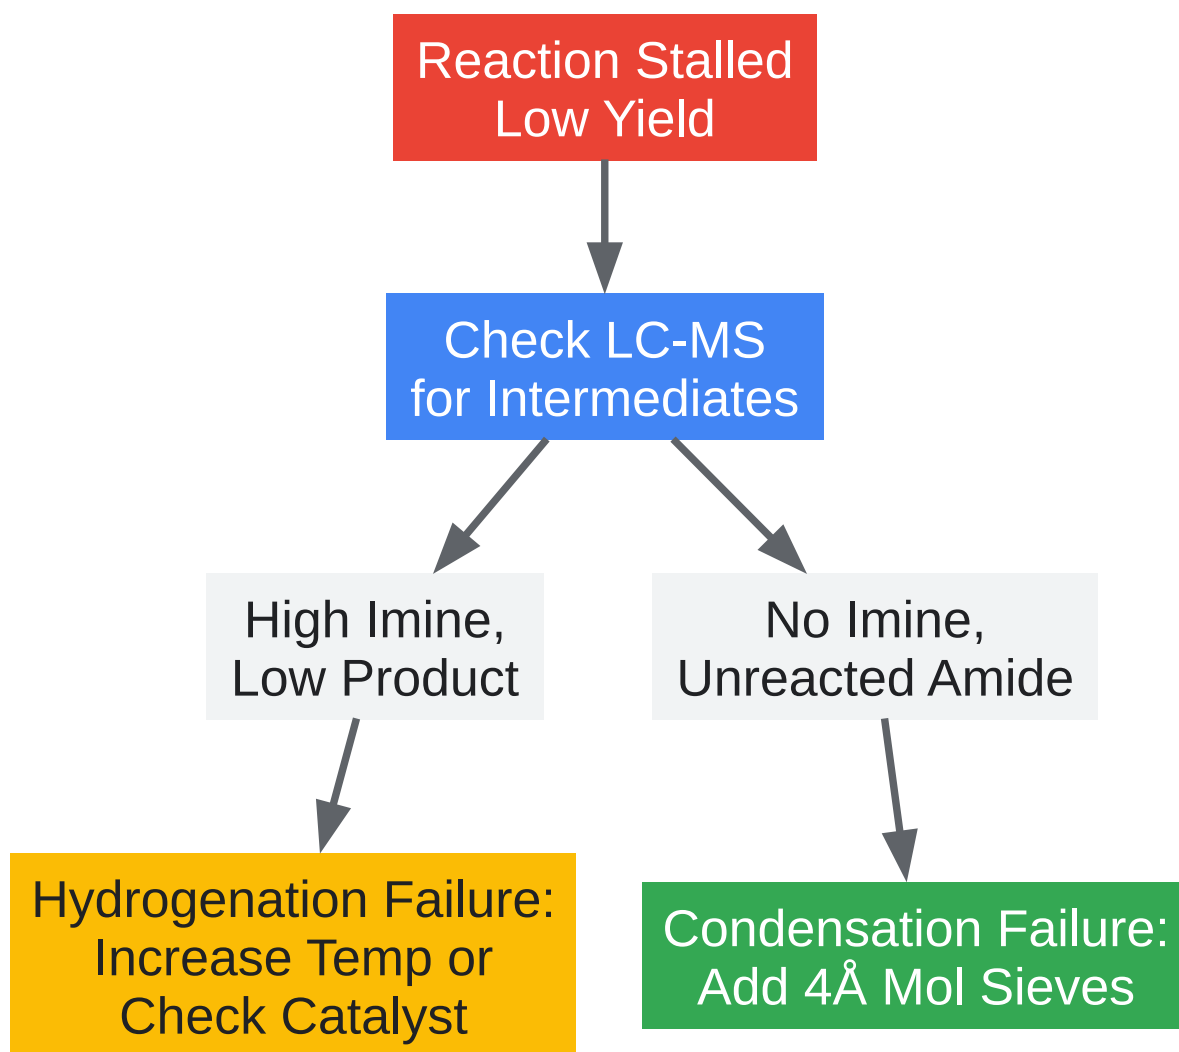 Reaction Stalled
Low Yield
Check LC-MS
for Intermediates
High Imine,
Low Product
No Imine,
Unreacted Amide
Hydrogenation Failure:
Increase Temp or
Check Catalyst
Condensation Failure:
Add 4Å Mol Sieves